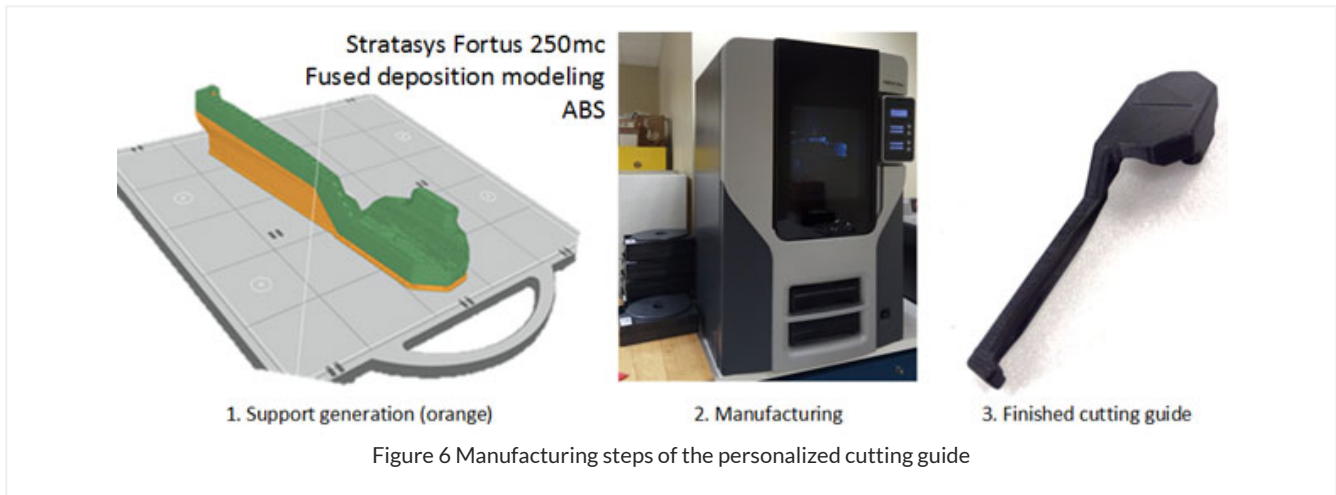 Stratasys Fortus 250mc
Fused deposition modeling
ABS
1. Support generation (orange)
2. Manufacturing
3. Finished cutting guide
Figure 6 Manufacturing steps of the personalized cutting guide